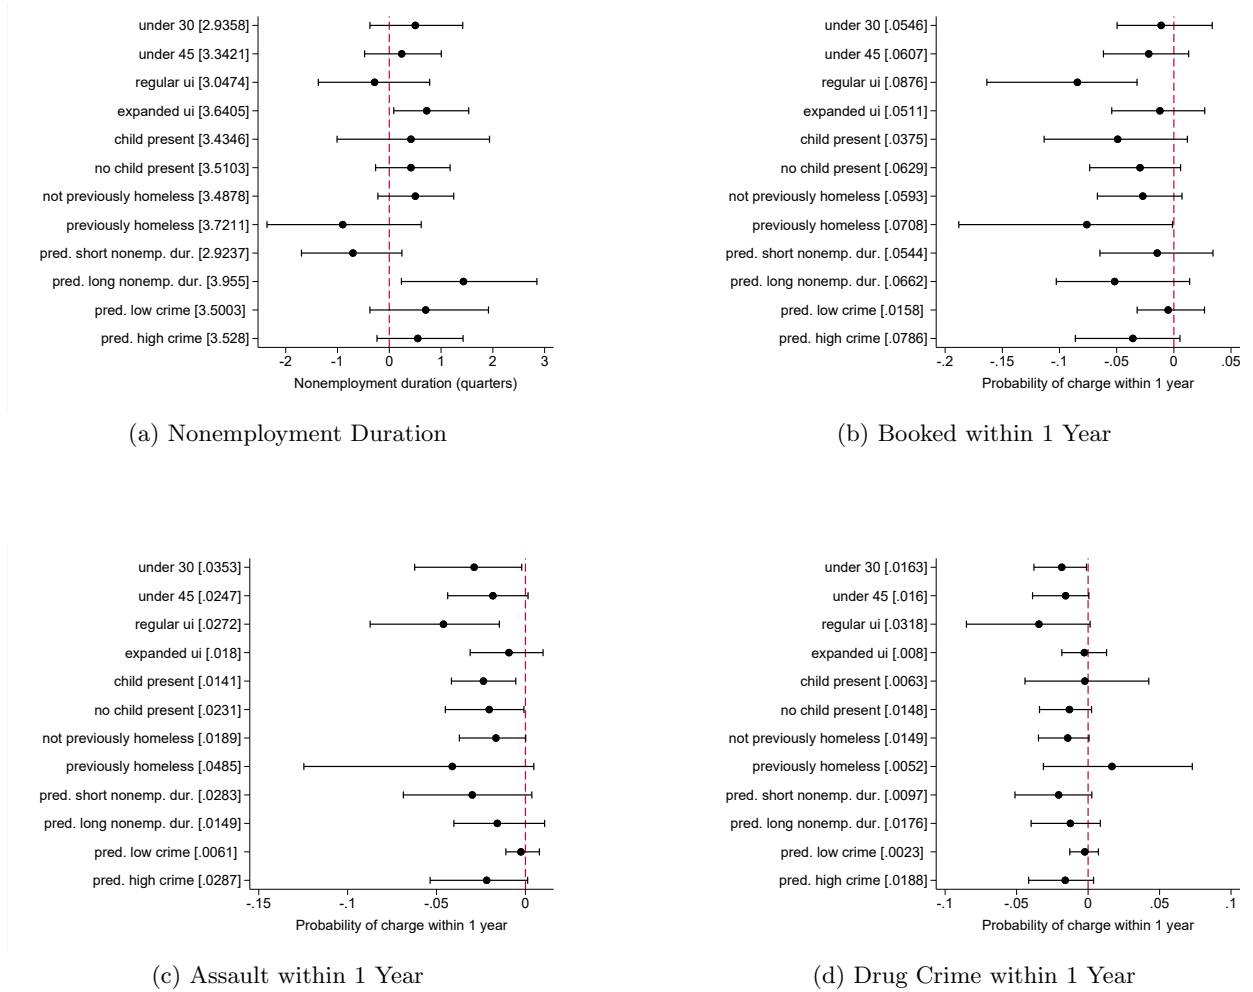 under 30 [2.9358]
under 45 [3.3421]
regular ui [3.0474]
expanded ui [3.6405]
child present [3.4346]
no child present [3.5103]
not previously homeless [3.4878]
previously homeless [3.7211]
pred. short nonemp. dur. [2.9237]
pred. long nonemp. dur. [3.955]
pred. low crime [3.5003]
pred. high crime [3.528]
-2 -1 0 1 2 3
Nonemployment duration (quarters)
(a) Nonemployment Duration
under 30 [.0546]
under 45 [.0607]
regular ui [.0876]
expanded ui [.0511]
child present [.0375]
no child present [.0629]
not previously homeless [.0593]
previously homeless [.0708]
pred. short nonemp. dur. [.0544]
pred. long nonemp. dur. [.0662]
pred. low crime [.0158]
pred. high crime [.0786]
-.2 -.15 -.1 -.05 0 .05
Probability of charge within 1 year
(b) Booked within 1 Year
under 30 [.0353]
under 45 [.0247]
regular ui [.0272]
expanded ui [.018]
child present [.0141]
no child present [.0231]
not previously homeless [.0189]
previously homeless [.0485]
pred. short nonemp. dur. [.0283]
pred. long nonemp. dur. [.0149]
pred. low crime [.0061]
pred. high crime [.0287]
-.15 -.1 -.05 0
Probability of charge within 1 year
(c) Assault within 1 Year
under 30 [.0163]
under 45 [.016]
regular ui [.0318]
expanded ui [.008]
child present [.0063]
no child present [.0148]
not previously homeless [.0149]
previously homeless [.0052]
pred. short nonemp. dur. [.0097]
pred. long nonemp. dur. [.0176]
pred. low crime [.0023]
pred. high crime [.0188]
-.1 -.05 0 .05 .1
Probability of charge within 1 year
(d) Drug Crime within 1 Year